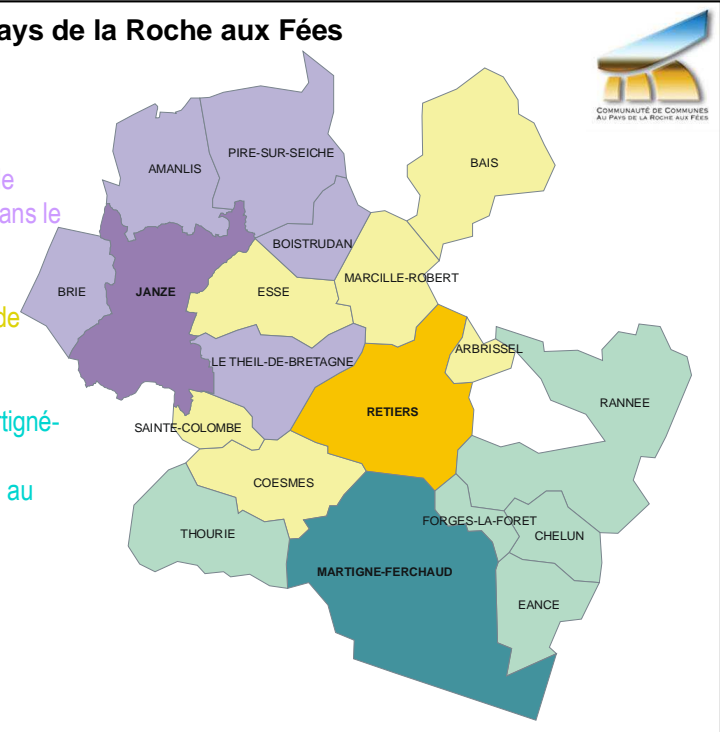 ays de la Roche aux Fées
COMMUNAUTÉ DE COMMUNES
AU PAYS DE LA ROCHE AUX FÉES
PIRE-SUR-SEICHE
AMANLIS
BAIS
e
ans le
BOISTRUDAN
MARCILLE-ROBERT
BRIE
JANZE
ESSE
de
ARBRISSEL
LE THEIL-DE-BRETAGNE
RANNEE
RETIERS
tigné-
SAINTE-COLOMBE
COESMES
au
FORGES-LA-FORET
THOURIE
CHELUN
MARTIGNE-FERCHAUD
EANCE